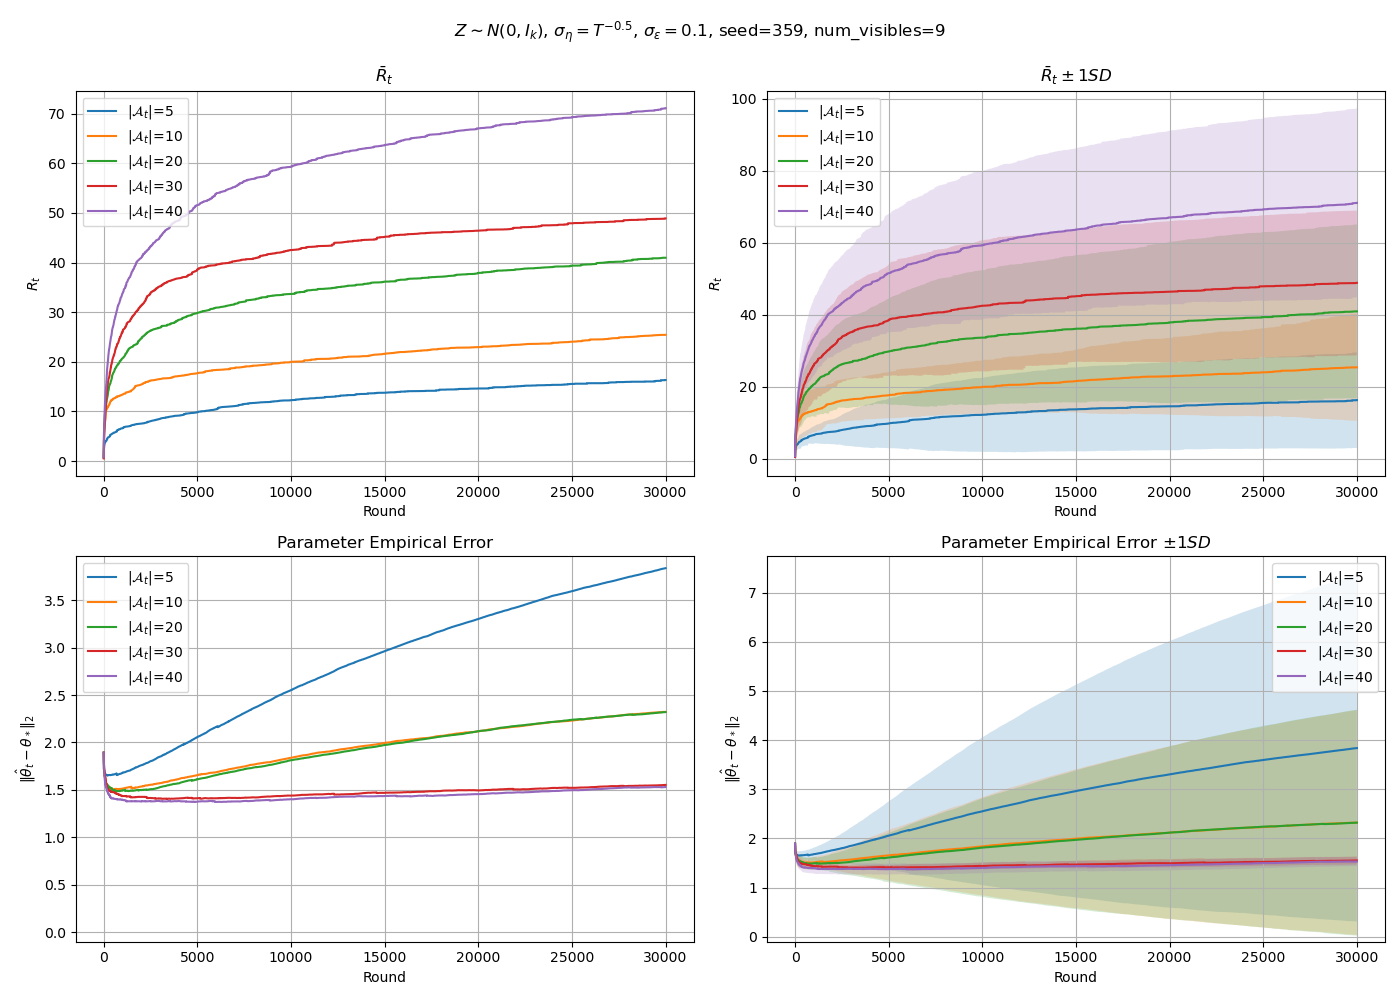 Z ∼ N(0, I_k), σ_η = T^{−0.5}, σ_ε = 0.1, seed=359, num_visibles=9
R̄_t
R_t
70
60
50
40
30
20
10
0
|𝒜_t|=5
|𝒜_t|=10
|𝒜_t|=20
|𝒜_t|=30
|𝒜_t|=40
0 5000 10000 15000 20000 25000 30000
Round
R̄_t ± 1SD
R_t
100
80
60
40
20
0
|𝒜_t|=5
|𝒜_t|=10
|𝒜_t|=20
|𝒜_t|=30
|𝒜_t|=40
0 5000 10000 15000 20000 25000 30000
Round
Parameter Empirical Error
‖θ̂_t − θ_*‖_2
3.5
3.0
2.5
2.0
1.5
1.0
0.5
0.0
|𝒜_t|=5
|𝒜_t|=10
|𝒜_t|=20
|𝒜_t|=30
|𝒜_t|=40
0 5000 10000 15000 20000 25000 30000
Round
Parameter Empirical Error ±1SD
‖θ̂_t − θ_*‖_2
7
6
5
4
3
2
1
0
|𝒜_t|=5
|𝒜_t|=10
|𝒜_t|=20
|𝒜_t|=30
|𝒜_t|=40
0 5000 10000 15000 20000 25000 30000
Round